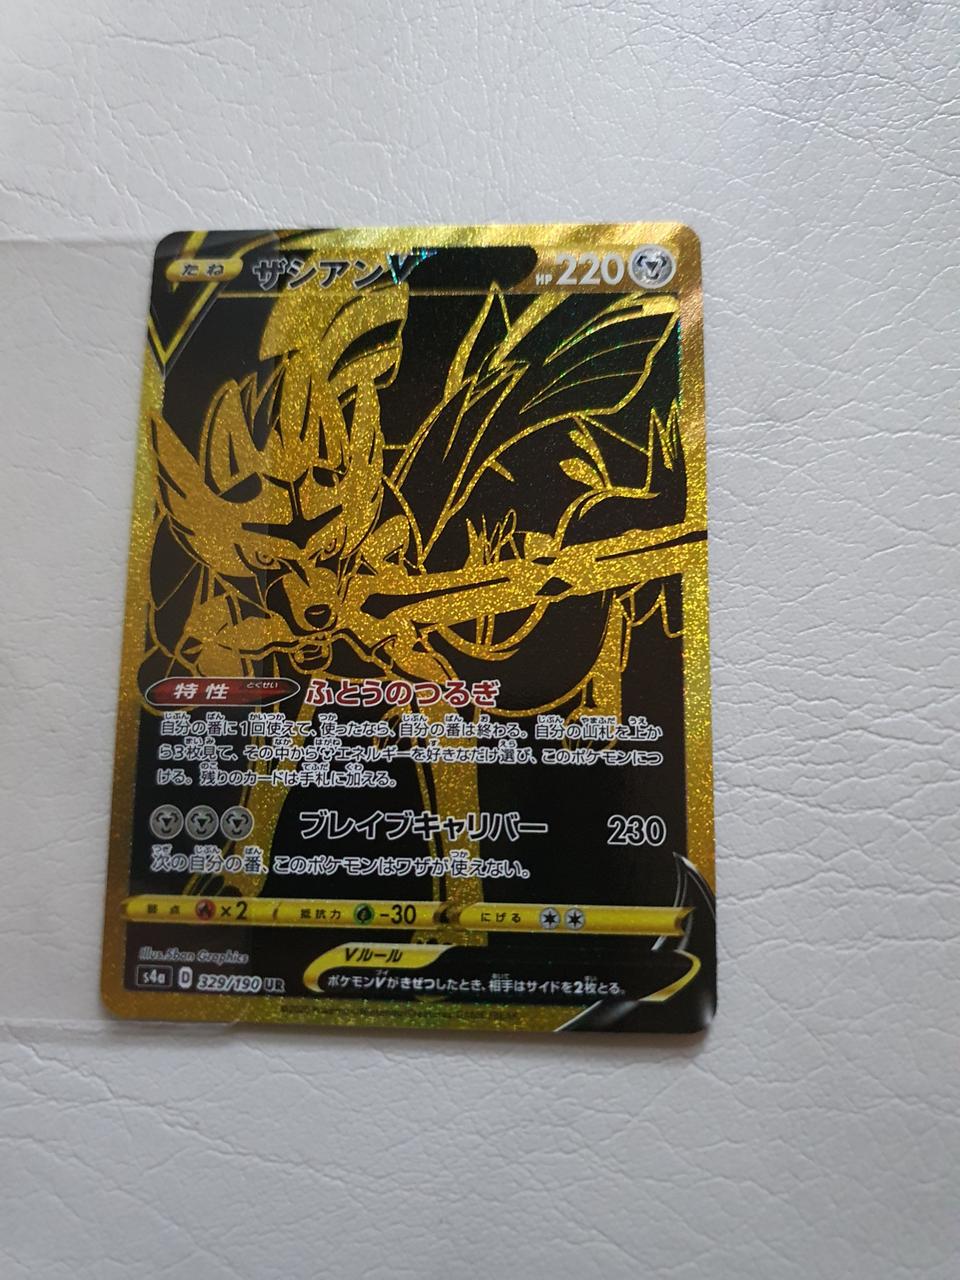 たね ザシアンV HP 220
特性 とくせい ふとうのつるぎ
自分の番に1回使えて、使ったなら、自分の番は終わる。自分の山札を上か
ら3枚見て、その中からエネルギーを好きなだけ選び、このポケモンにつ
ける。残りのカードは手札に加える。
ブレイブキャリバー 230
次の自分の番、このポケモンはワザが使えない。
弱点 ×2 抵抗力 -30 にげる
Illus. 5ban Graphics
Vルール
s4a D 329/190 UR
ポケモンVがきぜつしたとき、相手はサイドを2枚とる。